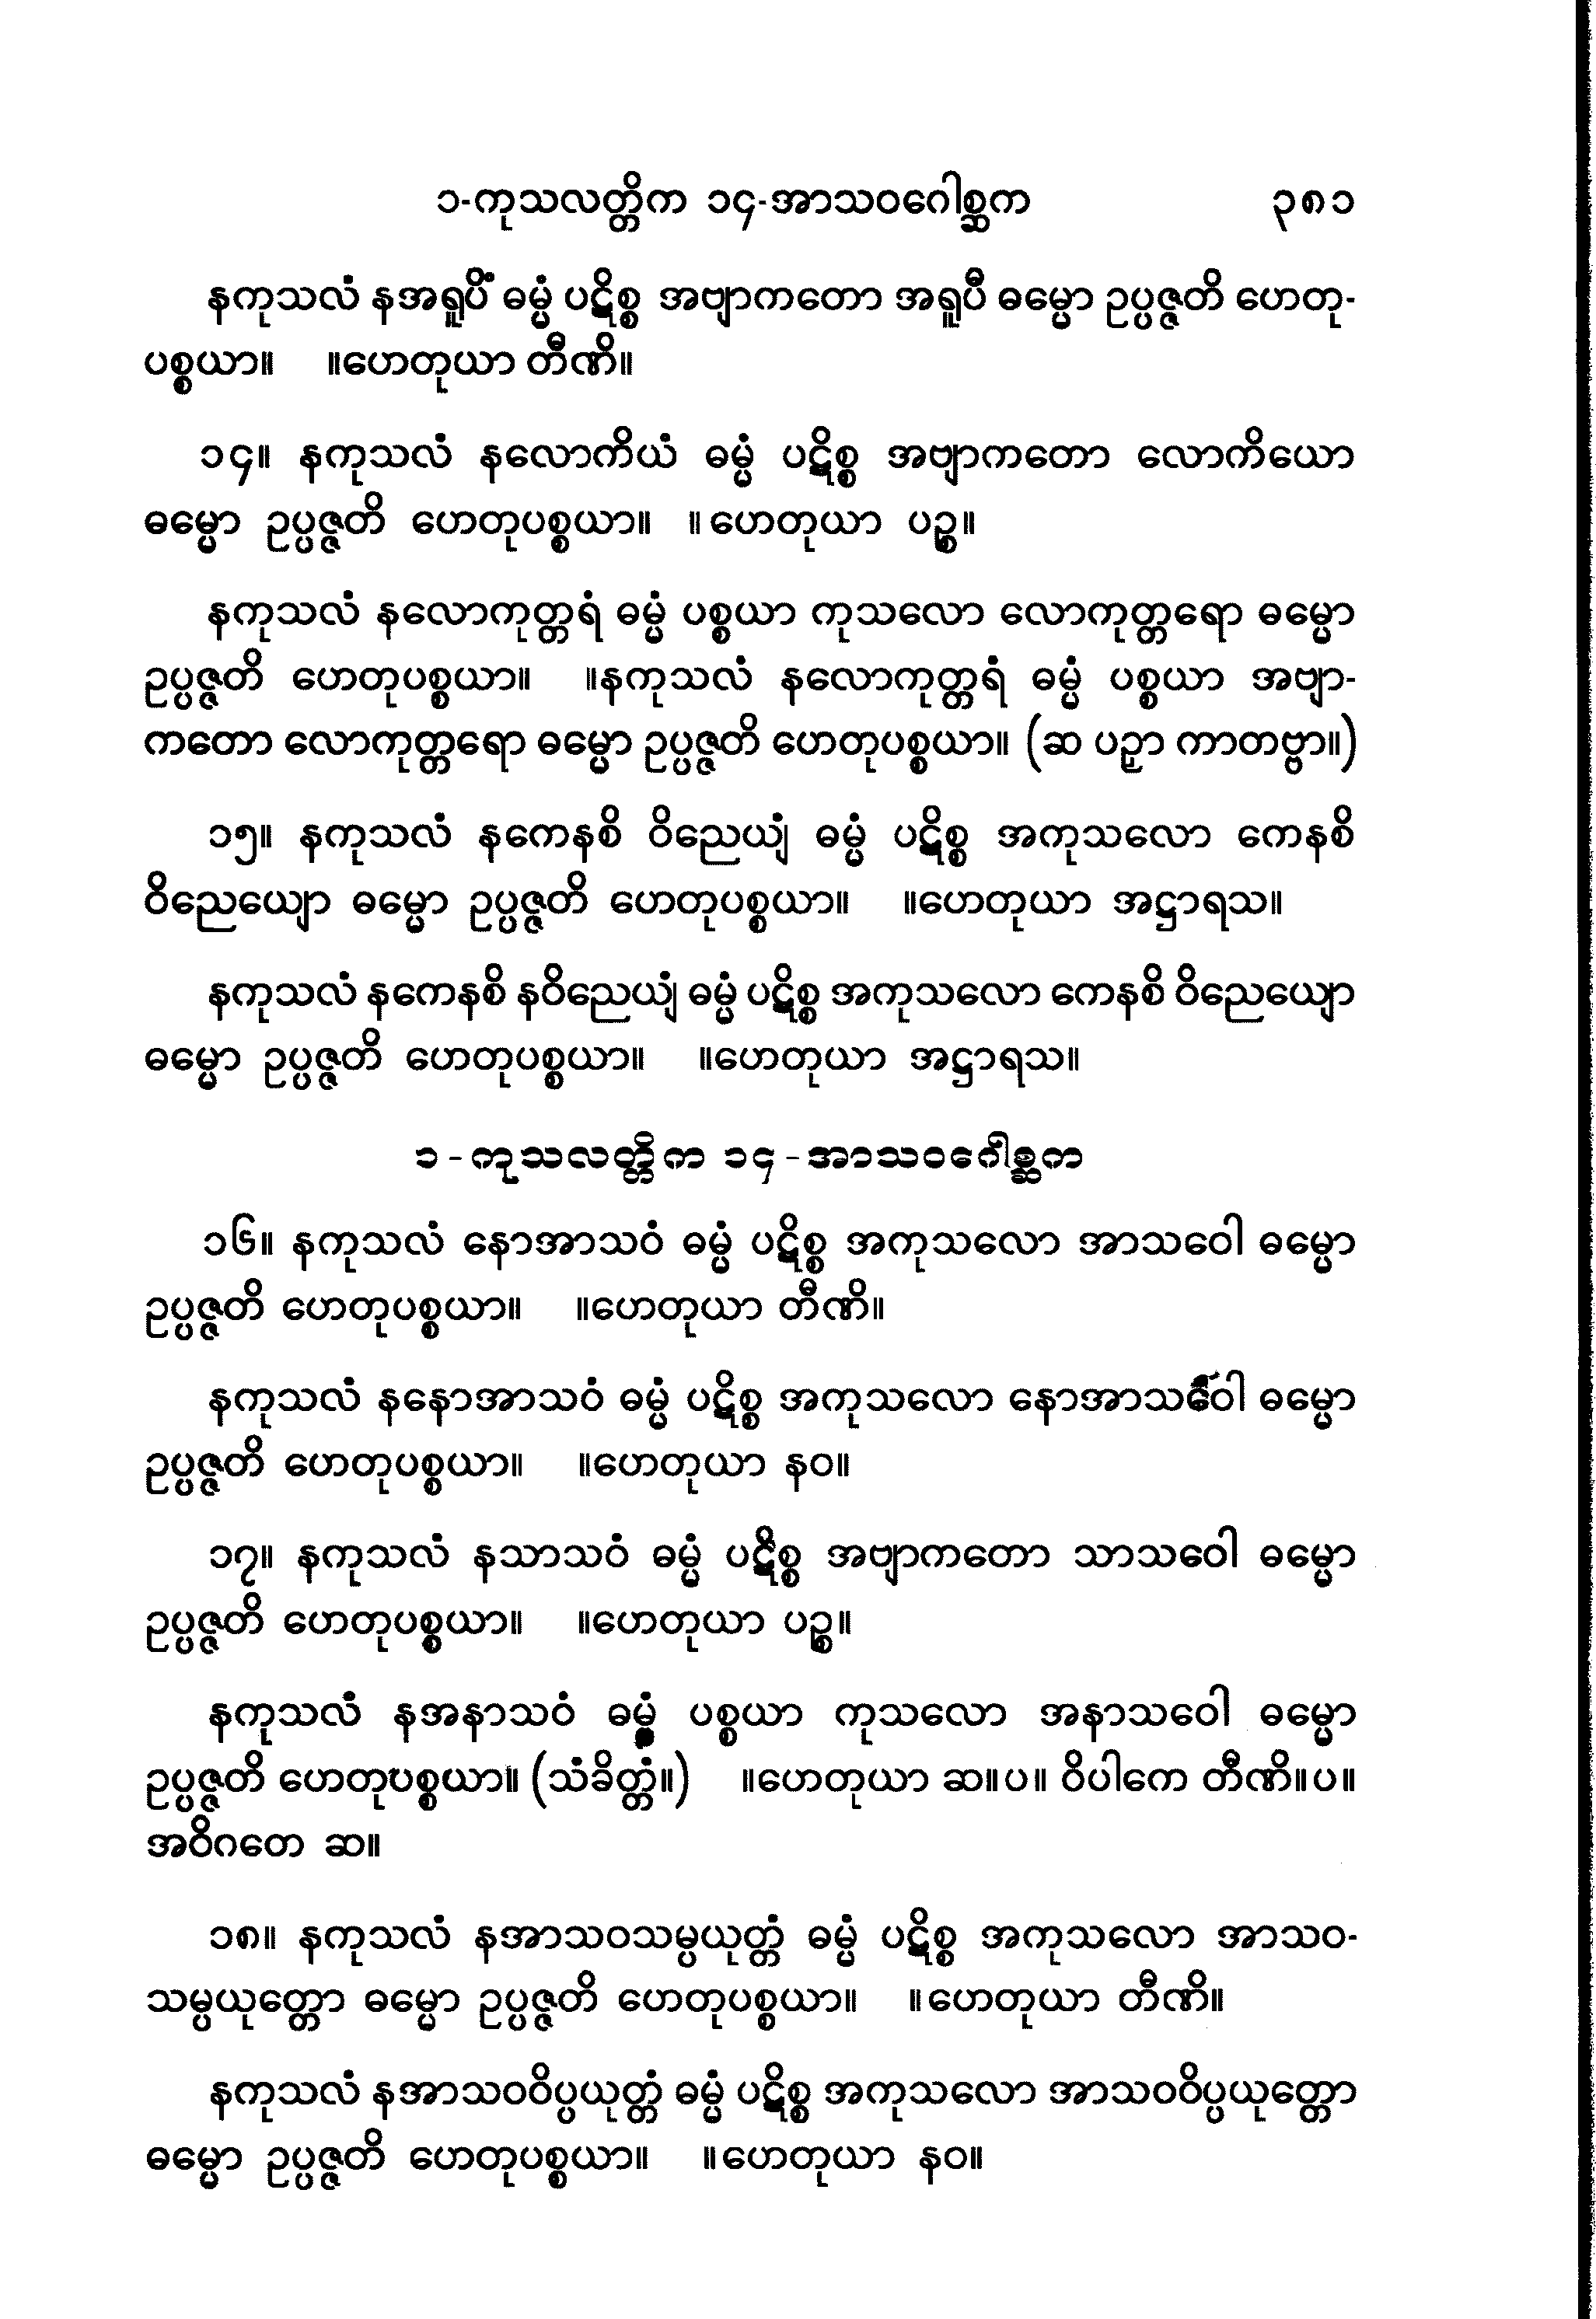 ၁-ကုသလတ္တိက ၁၄-အာသဝဂေါစ္ဆက ၃၈၁
နကုသလံ နအရူပိံ ဓမ္မံ ပဋိစ္စ အဗျာကတော အရူပီ ဓမ္မော ဥပ္ပဇ္ဇတိ ဟေတု-
ပစ္စယာ။ ။ဟေတုယာ တီဏိ။
၁၄။ နကုသလံ နလောကိယံ ဓမ္မံ ပဋိစ္စ အဗျာကတော လောကိယော
ဓမ္မော ဥပ္ပဇ္ဇတိ ဟေတုပစ္စယာ။ ။ဟေတုယာ ပဉ္စ။
နကုသလံ နလောကုတ္တရံ ဓမ္မံ ပစ္စယာ ကုသလော လောကုတ္တရော ဓမ္မော
ဥပ္ပဇ္ဇတိ ဟေတုပစ္စယာ။ ။နကုသလံ နလောကုတ္တရံ ဓမ္မံ ပစ္စယာ အဗျာ-
ကတော လောကုတ္တရော ဓမ္မော ဥပ္ပဇ္ဇတိ ဟေတုပစ္စယာ။ (ဆ ပဉှာ ကာတဗ္ဗာ။)
၁၅။ နကုသလံ နကေနစိ ဝိညေယျံ ဓမ္မံ ပဋိစ္စ အကုသလော ကေနစိ
ဝိညေယျော ဓမ္မော ဥပ္ပဇ္ဇတိ ဟေတုပစ္စယာ။ ။ဟေတုယာ အဋ္ဌာရသ။
နကုသလံ နကေနစိ နဝိညေယျံ ဓမ္မံ ပဋိစ္စ အကုသလော ကေနစိ ဝိညေယျော
ဓမ္မော ဥပ္ပဇ္ဇတိ ဟေတုပစ္စယာ။ ။ဟေတုယာ အဋ္ဌာရသ။
၁-ကုသလတ္တိက ၁၄-အာသဝဂေါစ္ဆက
၁၆။ နကုသလံ နောအာသဝံ ဓမ္မံ ပဋိစ္စ အကုသလော အာသဝေါ ဓမ္မော
ဥပ္ပဇ္ဇတိ ဟေတုပစ္စယာ။ ။ဟေတုယာ တီဏိ။
နကုသလံ နနောအာသဝံ ဓမ္မံ ပဋိစ္စ အကုသလော နောအာသဝေါ ဓမ္မော
ဥပ္ပဇ္ဇတိ ဟေတုပစ္စယာ။ ။ဟေတုယာ နဝ။
၁၇။ နကုသလံ နသာသဝံ ဓမ္မံ ပဋိစ္စ အဗျာကတော သာသဝေါ ဓမ္မော
ဥပ္ပဇ္ဇတိ ဟေတုပစ္စယာ။ ။ဟေတုယာ ပဉ္စ။
နကုသလံ နအနာသဝံ ဓမ္မံ ပစ္စယာ ကုသလော အနာသဝေါ ဓမ္မော
ဥပ္ပဇ္ဇတိ ဟေတုပစ္စယာ။ (သံခိတ္တံ။) ။ဟေတုယာ ဆ။ပ။ ဝိပါကေ တီဏိ။ပ။
အဝိဂတေ ဆ။
၁၈။ နကုသလံ နအာသဝသမ္ပယုတ္တံ ဓမ္မံ ပဋိစ္စ အကုသလော အာသဝ-
သမ္ပယုတ္တော ဓမ္မော ဥပ္ပဇ္ဇတိ ဟေတုပစ္စယာ။ ။ဟေတုယာ တီဏိ။
နကုသလံ နအာသဝဝိပ္ပယုတ္တံ ဓမ္မံ ပဋိစ္စ အကုသလော အာသဝဝိပ္ပယုတ္တော
ဓမ္မော ဥပ္ပဇ္ဇတိ ဟေတုပစ္စယာ။ ။ဟေတုယာ နဝ။